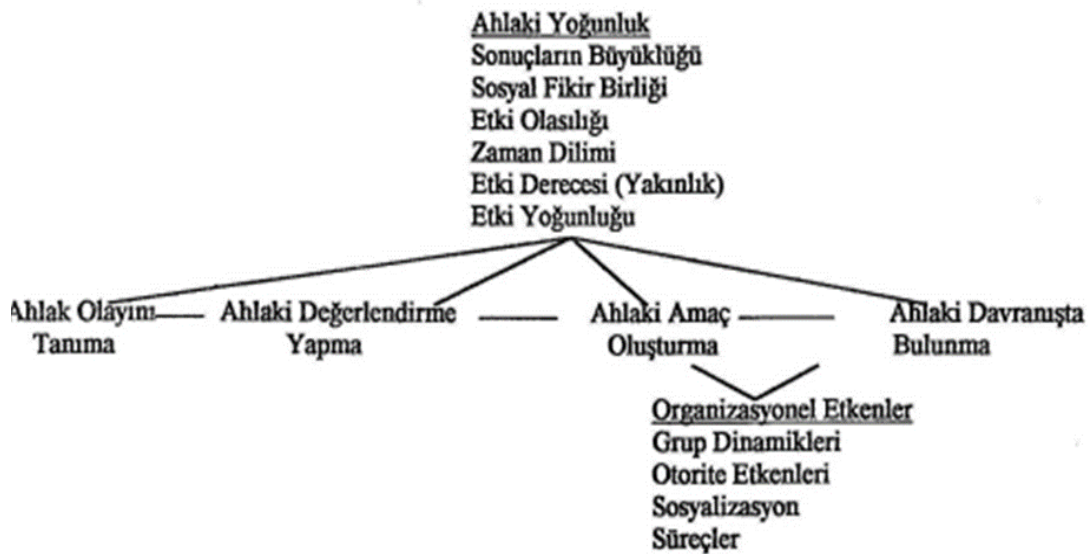 Ahlaki Yoğunluk
Sonuçların Büyüklüğü
Sosyal Fikir Birliği
Etki Olasılığı
Zaman Dilimi
Etki Derecesi (Yakınlık)
Etki Yoğunluğu
Ahlak Olayını
Tanıma
Ahlaki Değerlendirme
Yapma
Ahlaki Amaç
Oluşturma
Ahlaki Davranışta
Bulunma
Organizasyonel Etkenler
Grup Dinamikleri
Otorite Etkenleri
Sosyalizasyon
Süreçler